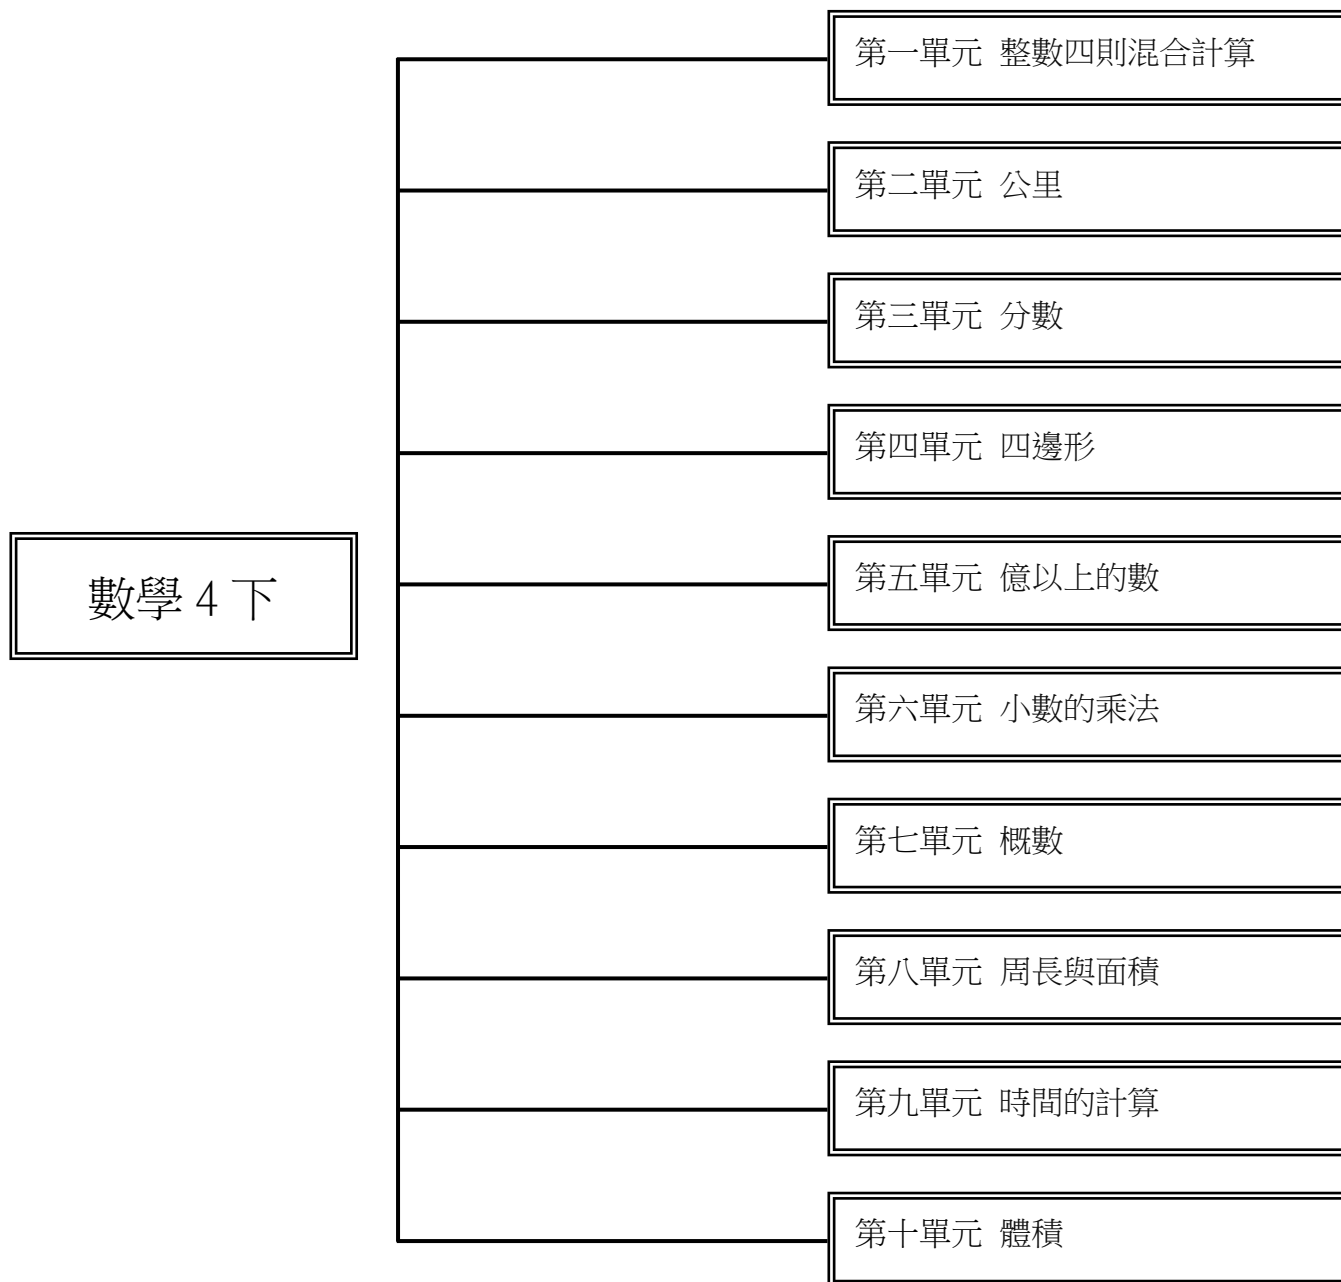 第一單元 整數四則混合計算
第二單元 公里
第三單元 分數
第四單元 四邊形
數學 4 下
第五單元 億以上的數
第六單元 小數的乘法
第七單元 概數
第八單元 周長與面積
第九單元 時間的計算
第十單元 體積